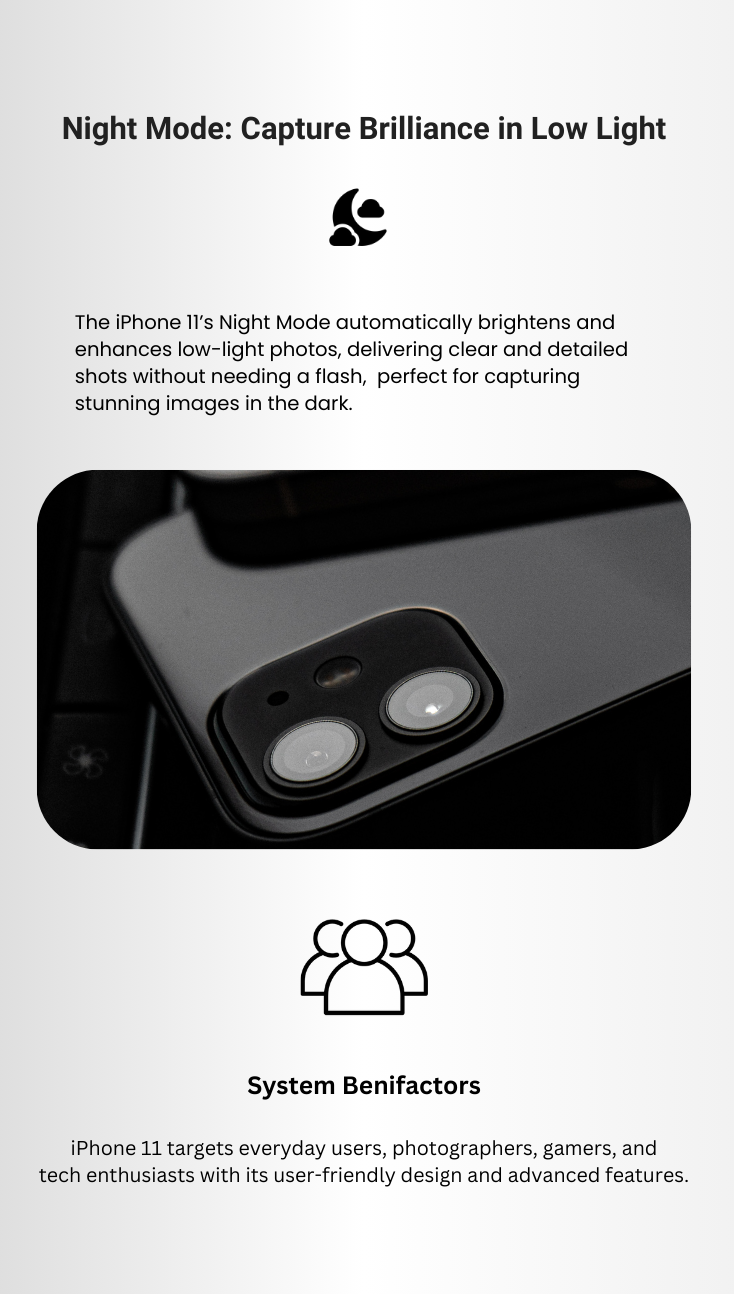 Night Mode: Capture Brilliance in Low Light
The iPhone 11’s Night Mode automatically brightens and
enhances low-light photos, delivering clear and detailed
shots without needing a flash,  perfect for capturing
stunning images in the dark.
System Benifactors
iPhone 11 targets everyday users, photographers, gamers, and
tech enthusiasts with its user-friendly design and advanced features.